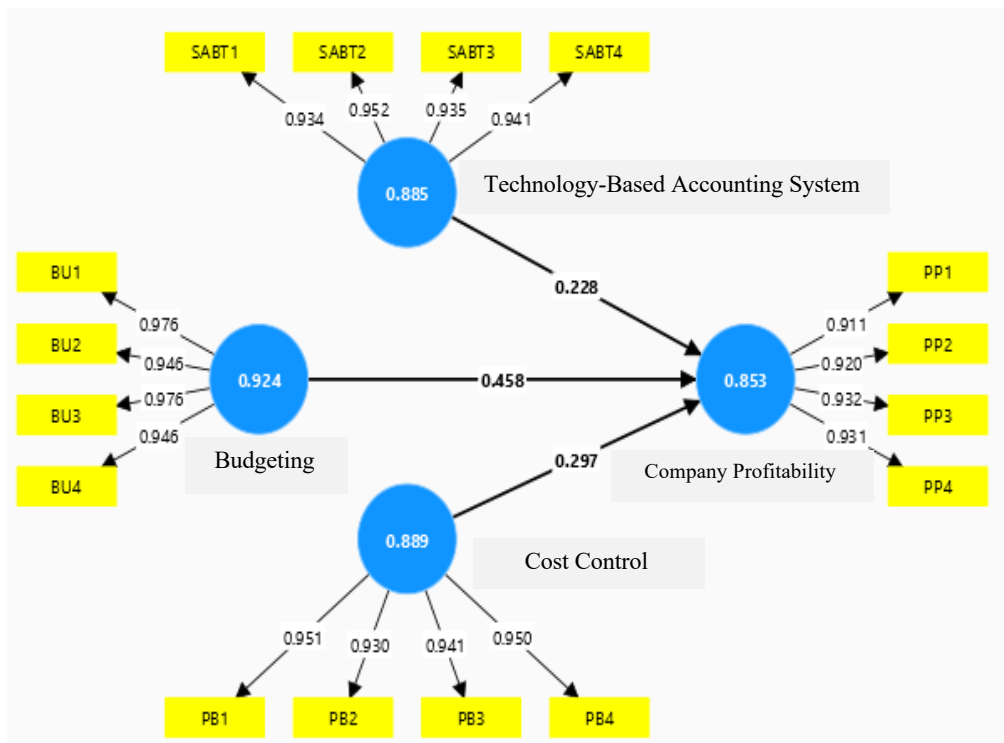 SABT1 SABT2 SABT3 SABT4
0.934 0.952 0.935 0.941
0.885
Technology-Based Accounting System
0.228
BU1
BU2
BU3
BU4
0.976
0.946
0.976
0.946
0.924
Budgeting
0.458
0.853
Company Profitability
0.911
0.920
0.932
0.931
PP1
PP2
PP3
PP4
0.297
0.889
Cost Control
0.951 0.930 0.941 0.950
PB1 PB2 PB3 PB4